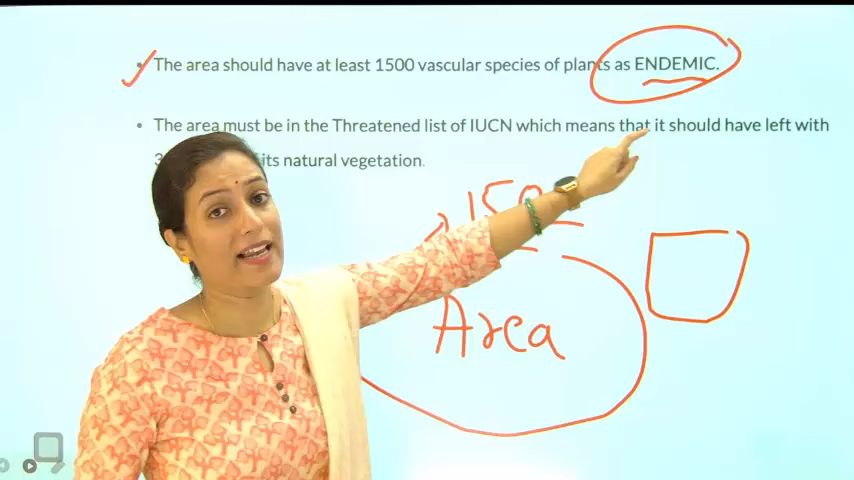 • The area should have at least 1500 vascular species of plants as ENDEMIC.
• The area must be in the Threatened list of IUCN which means that it should have left with
its natural vegetation.
Area